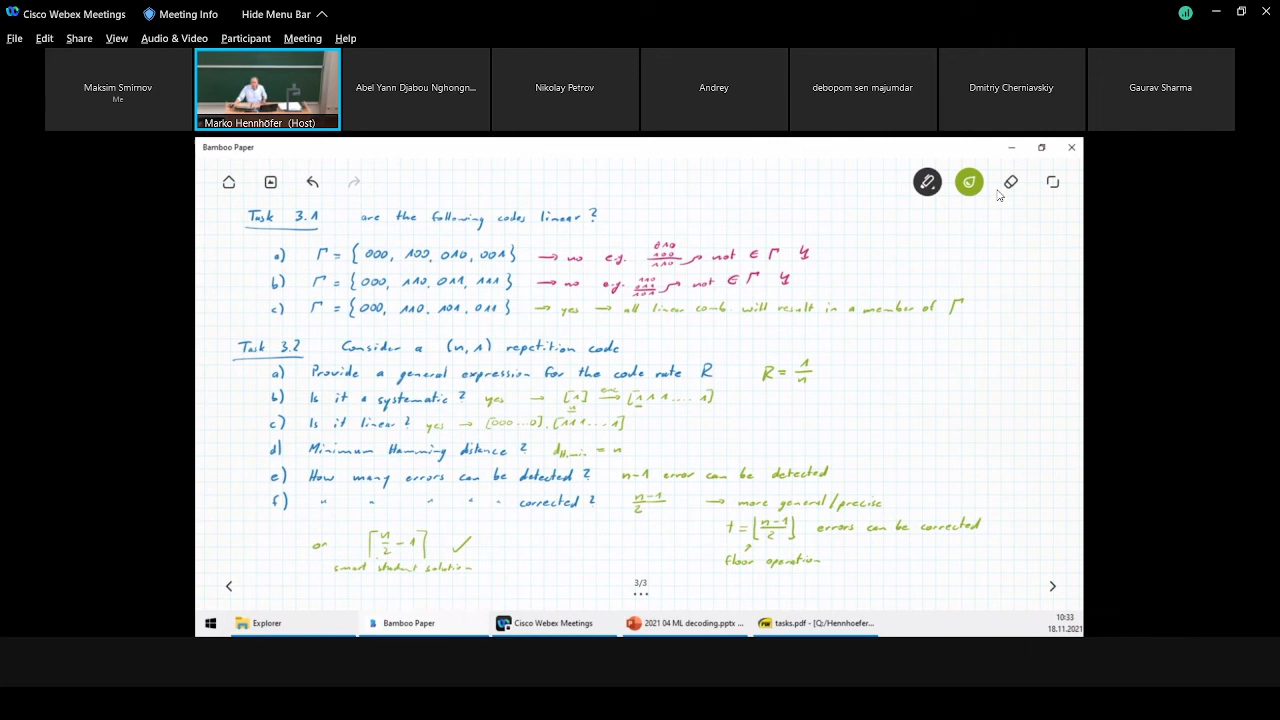 Cisco Webex Meetings Meeting Info Hide Menu Bar
File Edit Share View Audio & Video Participant Meeting Help
Maksim Smirnov
Me
Marko Hennhöfer (Host)
Abel Yann Djabou Nghongn...
Nikolay Petrov
Andrey
debopom sen majumdar
Dmitriy Cherniavskiy
Gaurav Sharma
Bamboo Paper
Task 3.1 are the following codes linear?
a) Γ = {000, 100, 010, 001} → no e.g. 010 100 110 → not ∈ Γ
b) Γ = {000, 110, 011, 111} → no e.g. 110 011 101 → not ∈ Γ
c) Γ = {000, 110, 101, 011} → yes → all linear comb. will result in a member of Γ
Task 3.2 Consider a (n, 1) repetition code
a) Provide a general expression for the code rate R R = 1/n
b) Is it a systematic? yes → [1] enc→ [1 1 1 .... 1]
c) Is it linear? yes → [000...0], [111...1]
d) Minimum Hamming distance? d_H,min = n
e) How many errors can be detected? n-1 error can be detected
f) " " " " " corrected? n-1/2 → more general/precise
t = ⌊n-1/2⌋ errors can be corrected
floor operation
or ⌈n/2 - 1⌉ ✓
smart student solution
3/3
Explorer Bamboo Paper Cisco Webex Meetings 2021 04 ML decoding.pptx ... tasks.pdf - [Q:/Hennhoefer...
10:33
18.11.2021